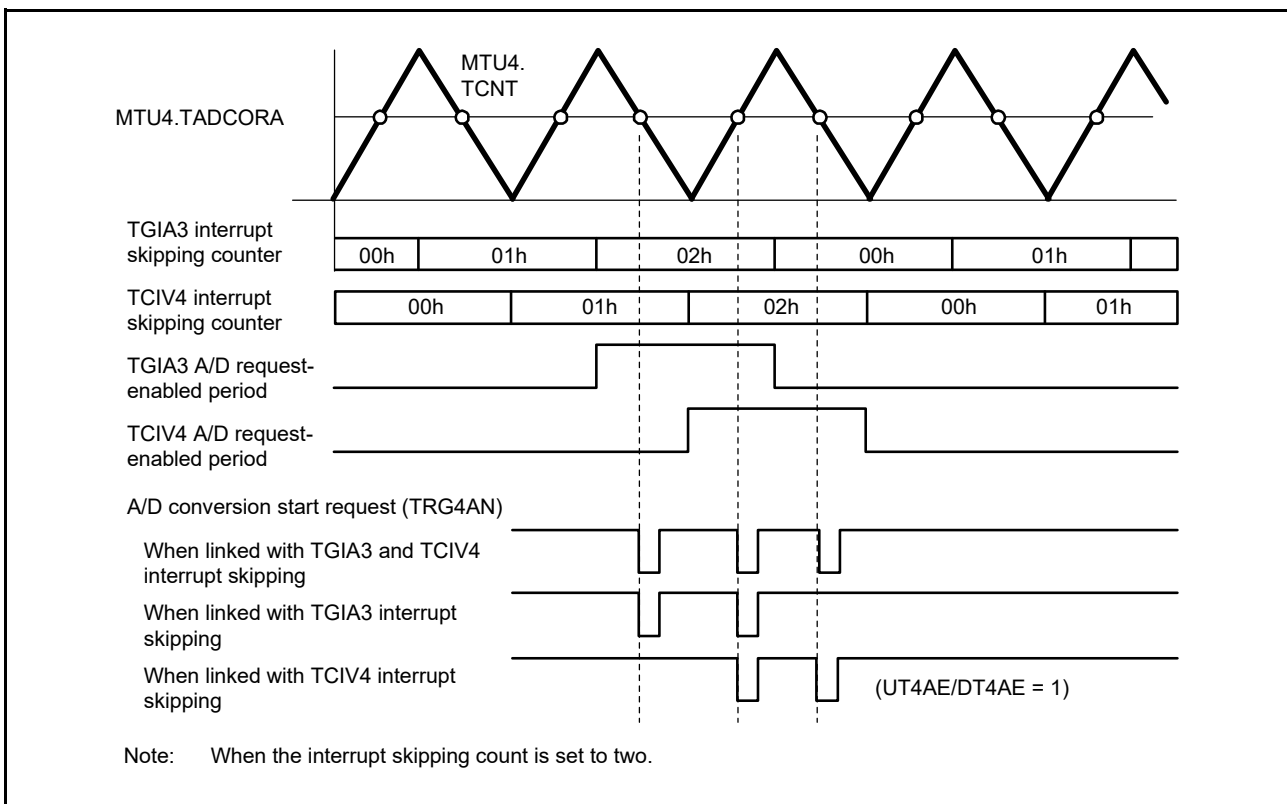 MTU4.
TCNT
MTU4.TADCORA
TGIA3 interrupt
skipping counter
00h 01h 02h 00h 01h
TCIV4 interrupt
skipping counter
00h 01h 02h 00h 01h
TGIA3 A/D request-
enabled period
TCIV4 A/D request-
enabled period
A/D conversion start request (TRG4AN)
When linked with TGIA3 and TCIV4
interrupt skipping
When linked with TGIA3 interrupt
skipping
When linked with TCIV4 interrupt
skipping
(UT4AE/DT4AE = 1)
Note: When the interrupt skipping count is set to two.